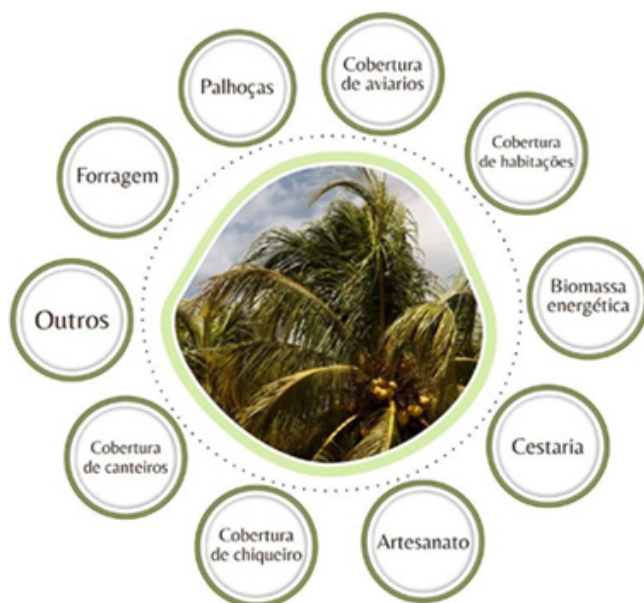 Palhoças
Cobertura
de aviarios
Cobertura
de habitações
Biomassa
energética
Cestaria
Artesanato
Cobertura
de chiqueiro
Cobertura
de canteiros
Outros
Forragem